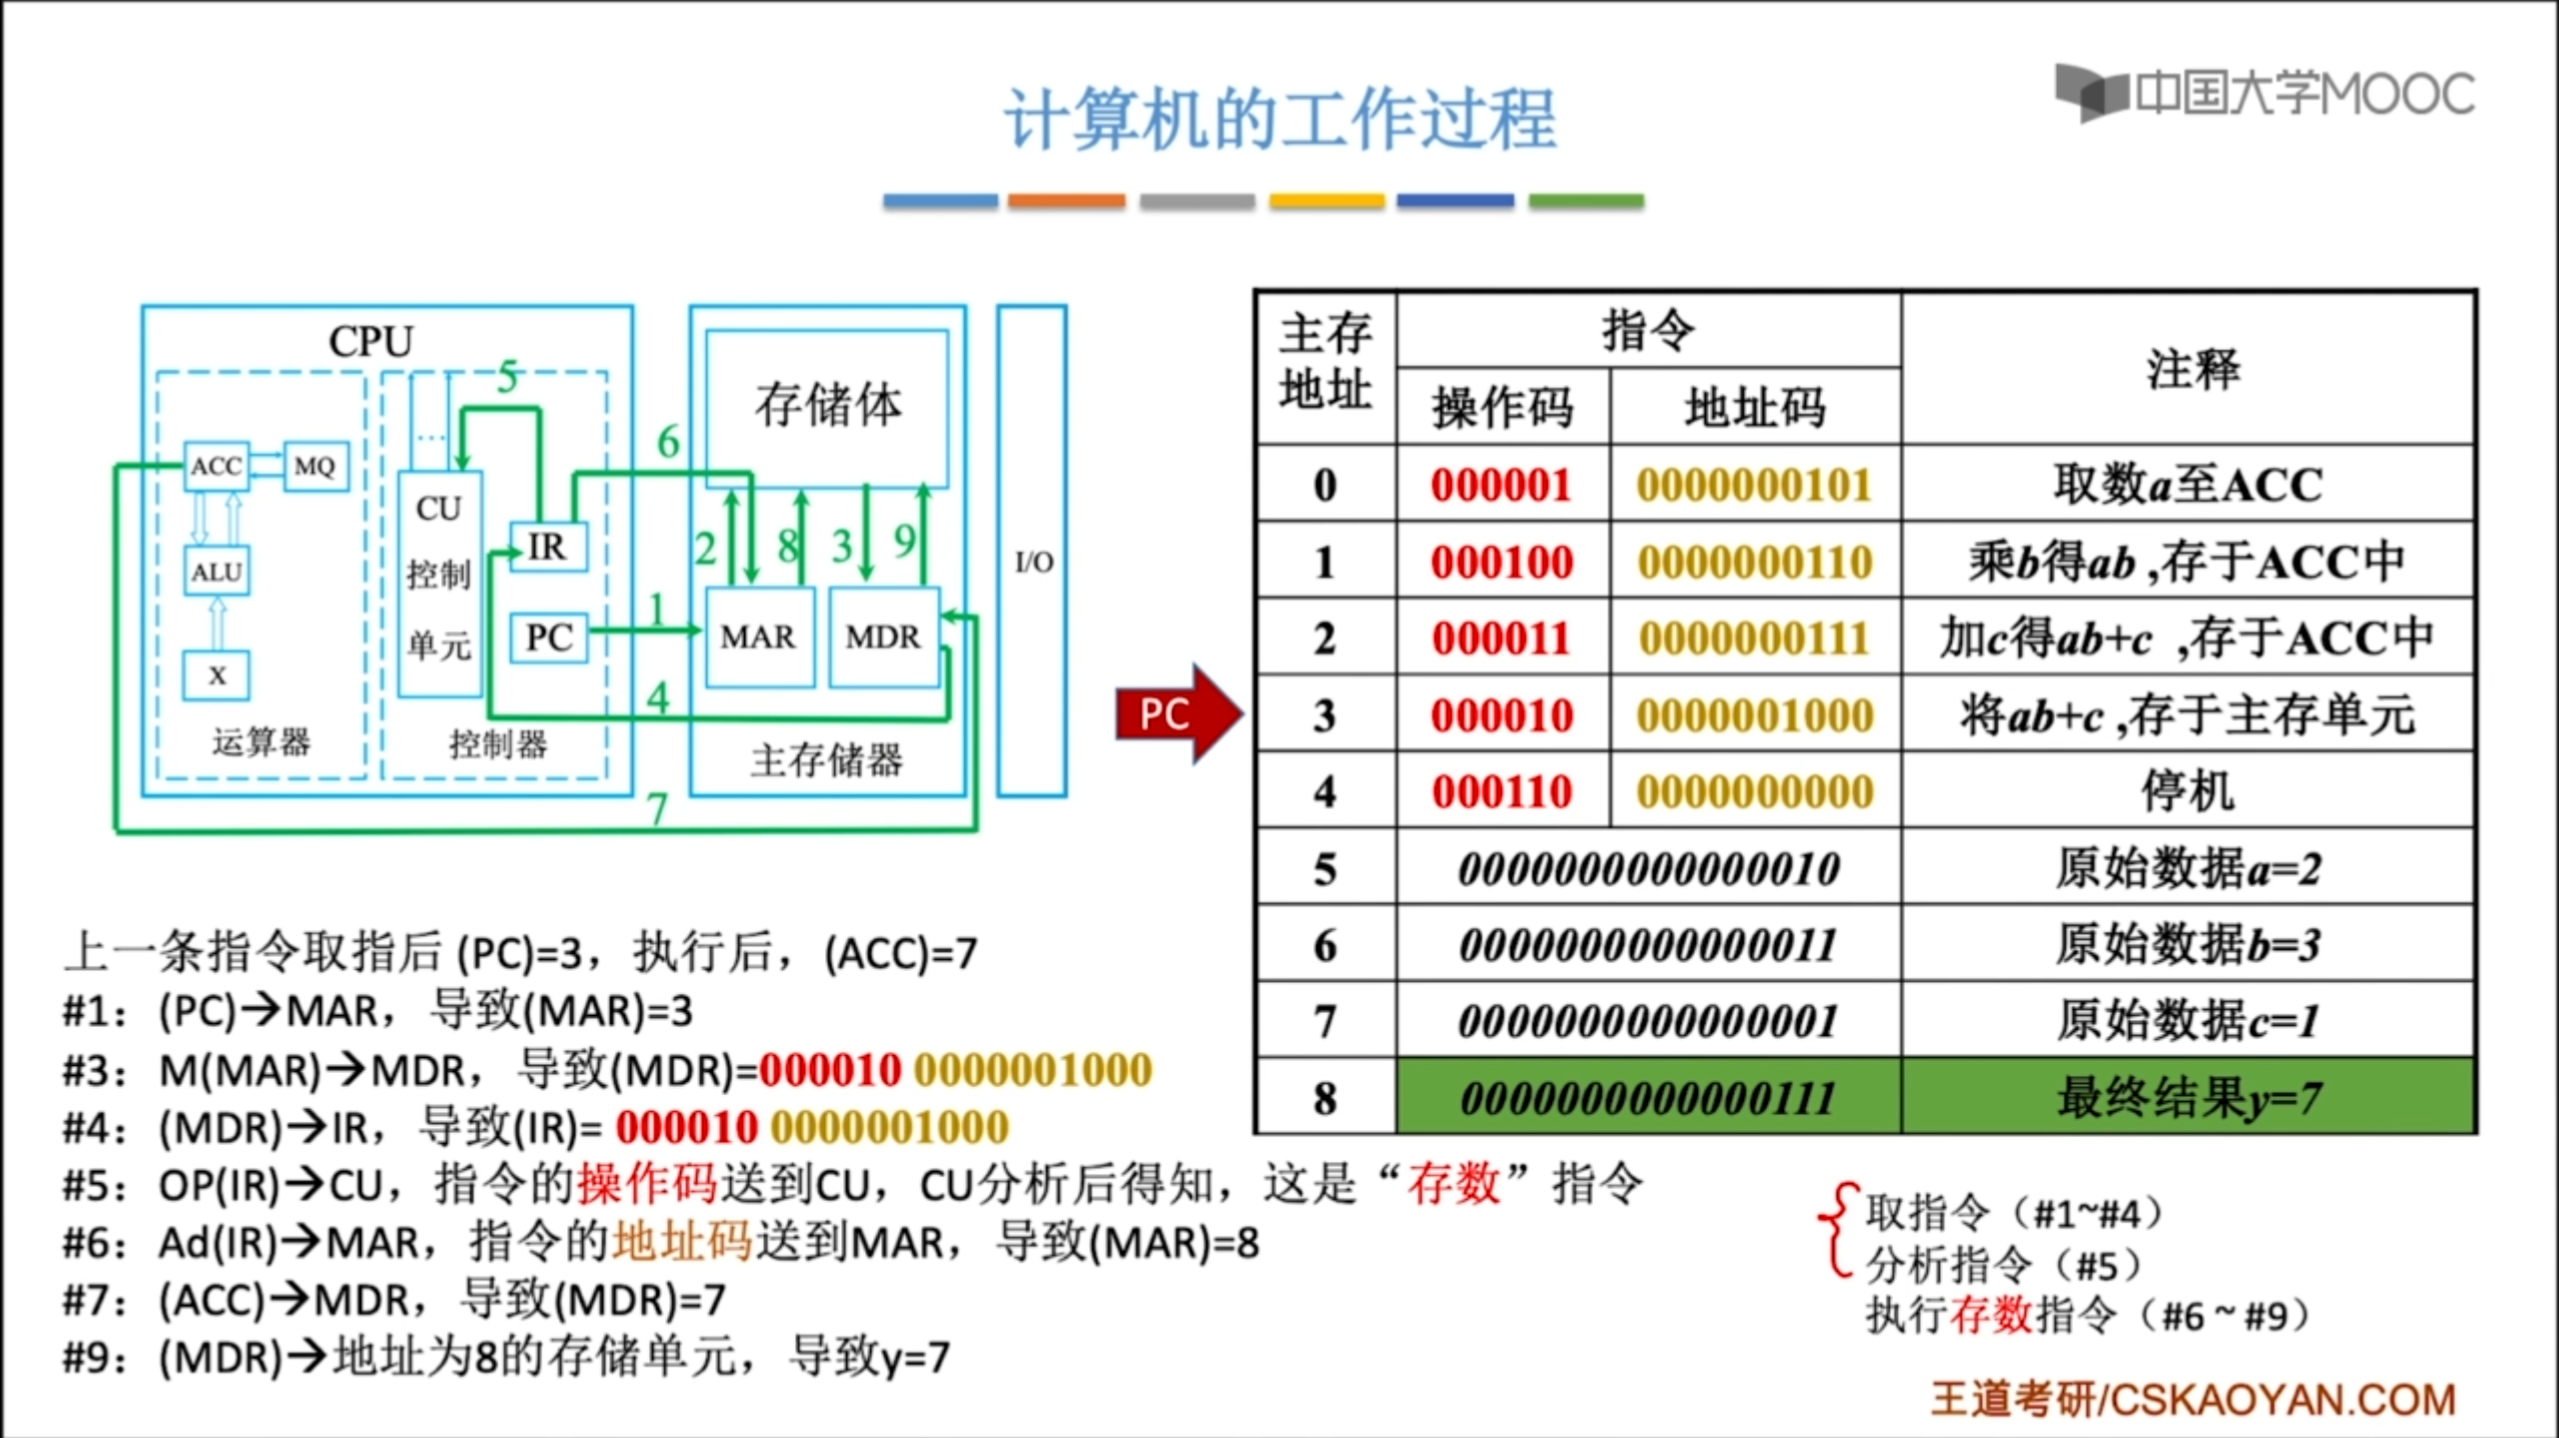 计算机的工作过程
中国大学MOOC
CPU
5
ACC
MQ
ALU
X
运算器
...
CU
控制
单元
IR
PC
控制器
6
1
4
7
存储体
2
8
3
9
MAR
MDR
主存储器
I/O
PC
主存地址 指令 注释
操作码 地址码
0 000001 0000000101 取数a至ACC
1 000100 0000000110 乘b得ab ,存于ACC中
2 000011 0000000111 加c得ab+c ,存于ACC中
3 000010 0000001000 将ab+c ,存于主存单元
4 000110 0000000000 停机
5 0000000000000010 原始数据a=2
6 0000000000000011 原始数据b=3
7 0000000000000001 原始数据c=1
8 0000000000000111 最终结果y=7
上一条指令取指后 (PC)=3，执行后，(ACC)=7
#1：(PC)→MAR，导致(MAR)=3
#3：M(MAR)→MDR，导致(MDR)=000010 0000001000
#4：(MDR)→IR，导致(IR)= 000010 0000001000
#5：OP(IR)→CU，指令的操作码送到CU，CU分析后得知，这是“存数”指令
#6：Ad(IR)→MAR，指令的地址码送到MAR，导致(MAR)=8
#7：(ACC)→MDR，导致(MDR)=7
#9：(MDR)→地址为8的存储单元，导致y=7
取指令（#1~#4）
分析指令（#5）
执行存数指令（#6 ~ #9）
王道考研/CSKAOYAN.COM